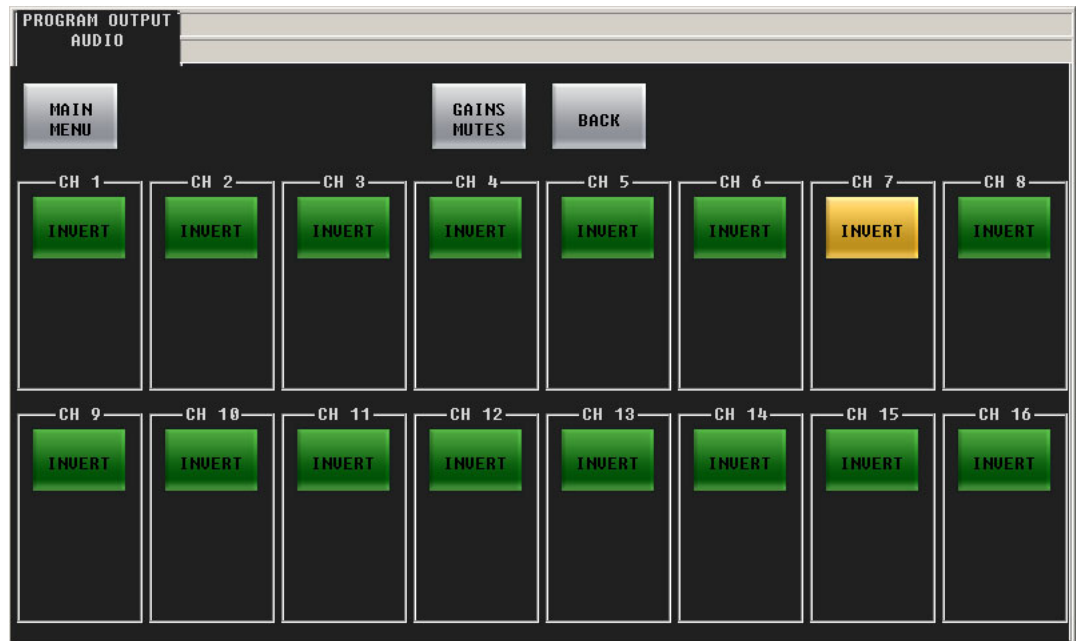 PROGRAM OUTPUT
AUDIO
MAIN
MENU
GAINS
MUTES
BACK
CH 1
CH 2
CH 3
CH 4
CH 5
CH 6
CH 7
CH 8
INVERT
INVERT
INVERT
INVERT
INVERT
INVERT
INVERT
INVERT
CH 9
CH 10
CH 11
CH 12
CH 13
CH 14
CH 15
CH 16
INVERT
INVERT
INVERT
INVERT
INVERT
INVERT
INVERT
INVERT